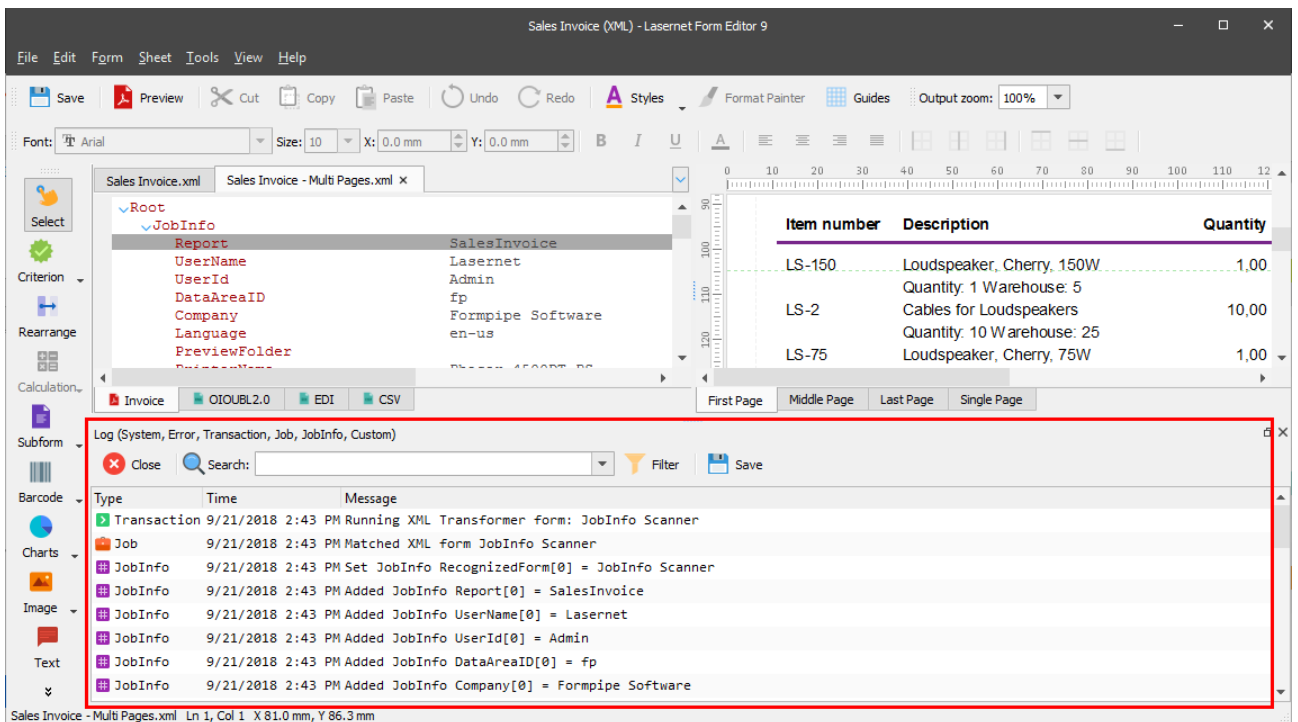 Sales Invoice (XML) - Lasernet Form Editor 9
File Edit Form Sheet Tools View Help
Save Preview Cut Copy Paste Undo Redo A Styles Format Painter Guides Output zoom: 100%
Font: Arial Size: 10 X: 0.0 mm Y: 0.0 mm B I U A
Select
Criterion
Rearrange
Calculation
Subform
Barcode
Charts
Image
Text
Sales Invoice.xml Sales Invoice - Multi Pages.xml ×
Root
JobInfo
Report SalesInvoice
UserName Lasernet
UserId Admin
DataAreaID fp
Company Formpipe Software
Language en-us
PreviewFolder
Invoice OIOUBL2.0 EDI CSV
0 10 20 30 40 50 60 70 80 90 100 110 12
90
100
110
120
Item number Description Quantity
LS-150 Loudspeaker, Cherry, 150W 1,00
Quantity: 1 Warehouse: 5
LS-2 Cables for Loudspeakers 10,00
Quantity: 10 Warehouse: 25
LS-75 Loudspeaker, Cherry, 75W 1,00
First Page Middle Page Last Page Single Page
Log (System, Error, Transaction, Job, JobInfo, Custom)
Close Search: Filter Save
Type Time Message
Transaction 9/21/2018 2:43 PM Running XML Transformer form: JobInfo Scanner
Job 9/21/2018 2:43 PM Matched XML form JobInfo Scanner
JobInfo 9/21/2018 2:43 PM Set JobInfo RecognizedForm[0] = JobInfo Scanner
JobInfo 9/21/2018 2:43 PM Added JobInfo Report[0] = SalesInvoice
JobInfo 9/21/2018 2:43 PM Added JobInfo UserName[0] = Lasernet
JobInfo 9/21/2018 2:43 PM Added JobInfo UserId[0] = Admin
JobInfo 9/21/2018 2:43 PM Added JobInfo DataAreaID[0] = fp
JobInfo 9/21/2018 2:43 PM Added JobInfo Company[0] = Formpipe Software
Sales Invoice - Multi Pages.xml Ln 1, Col 1 X 81.0 mm, Y 86.3 mm